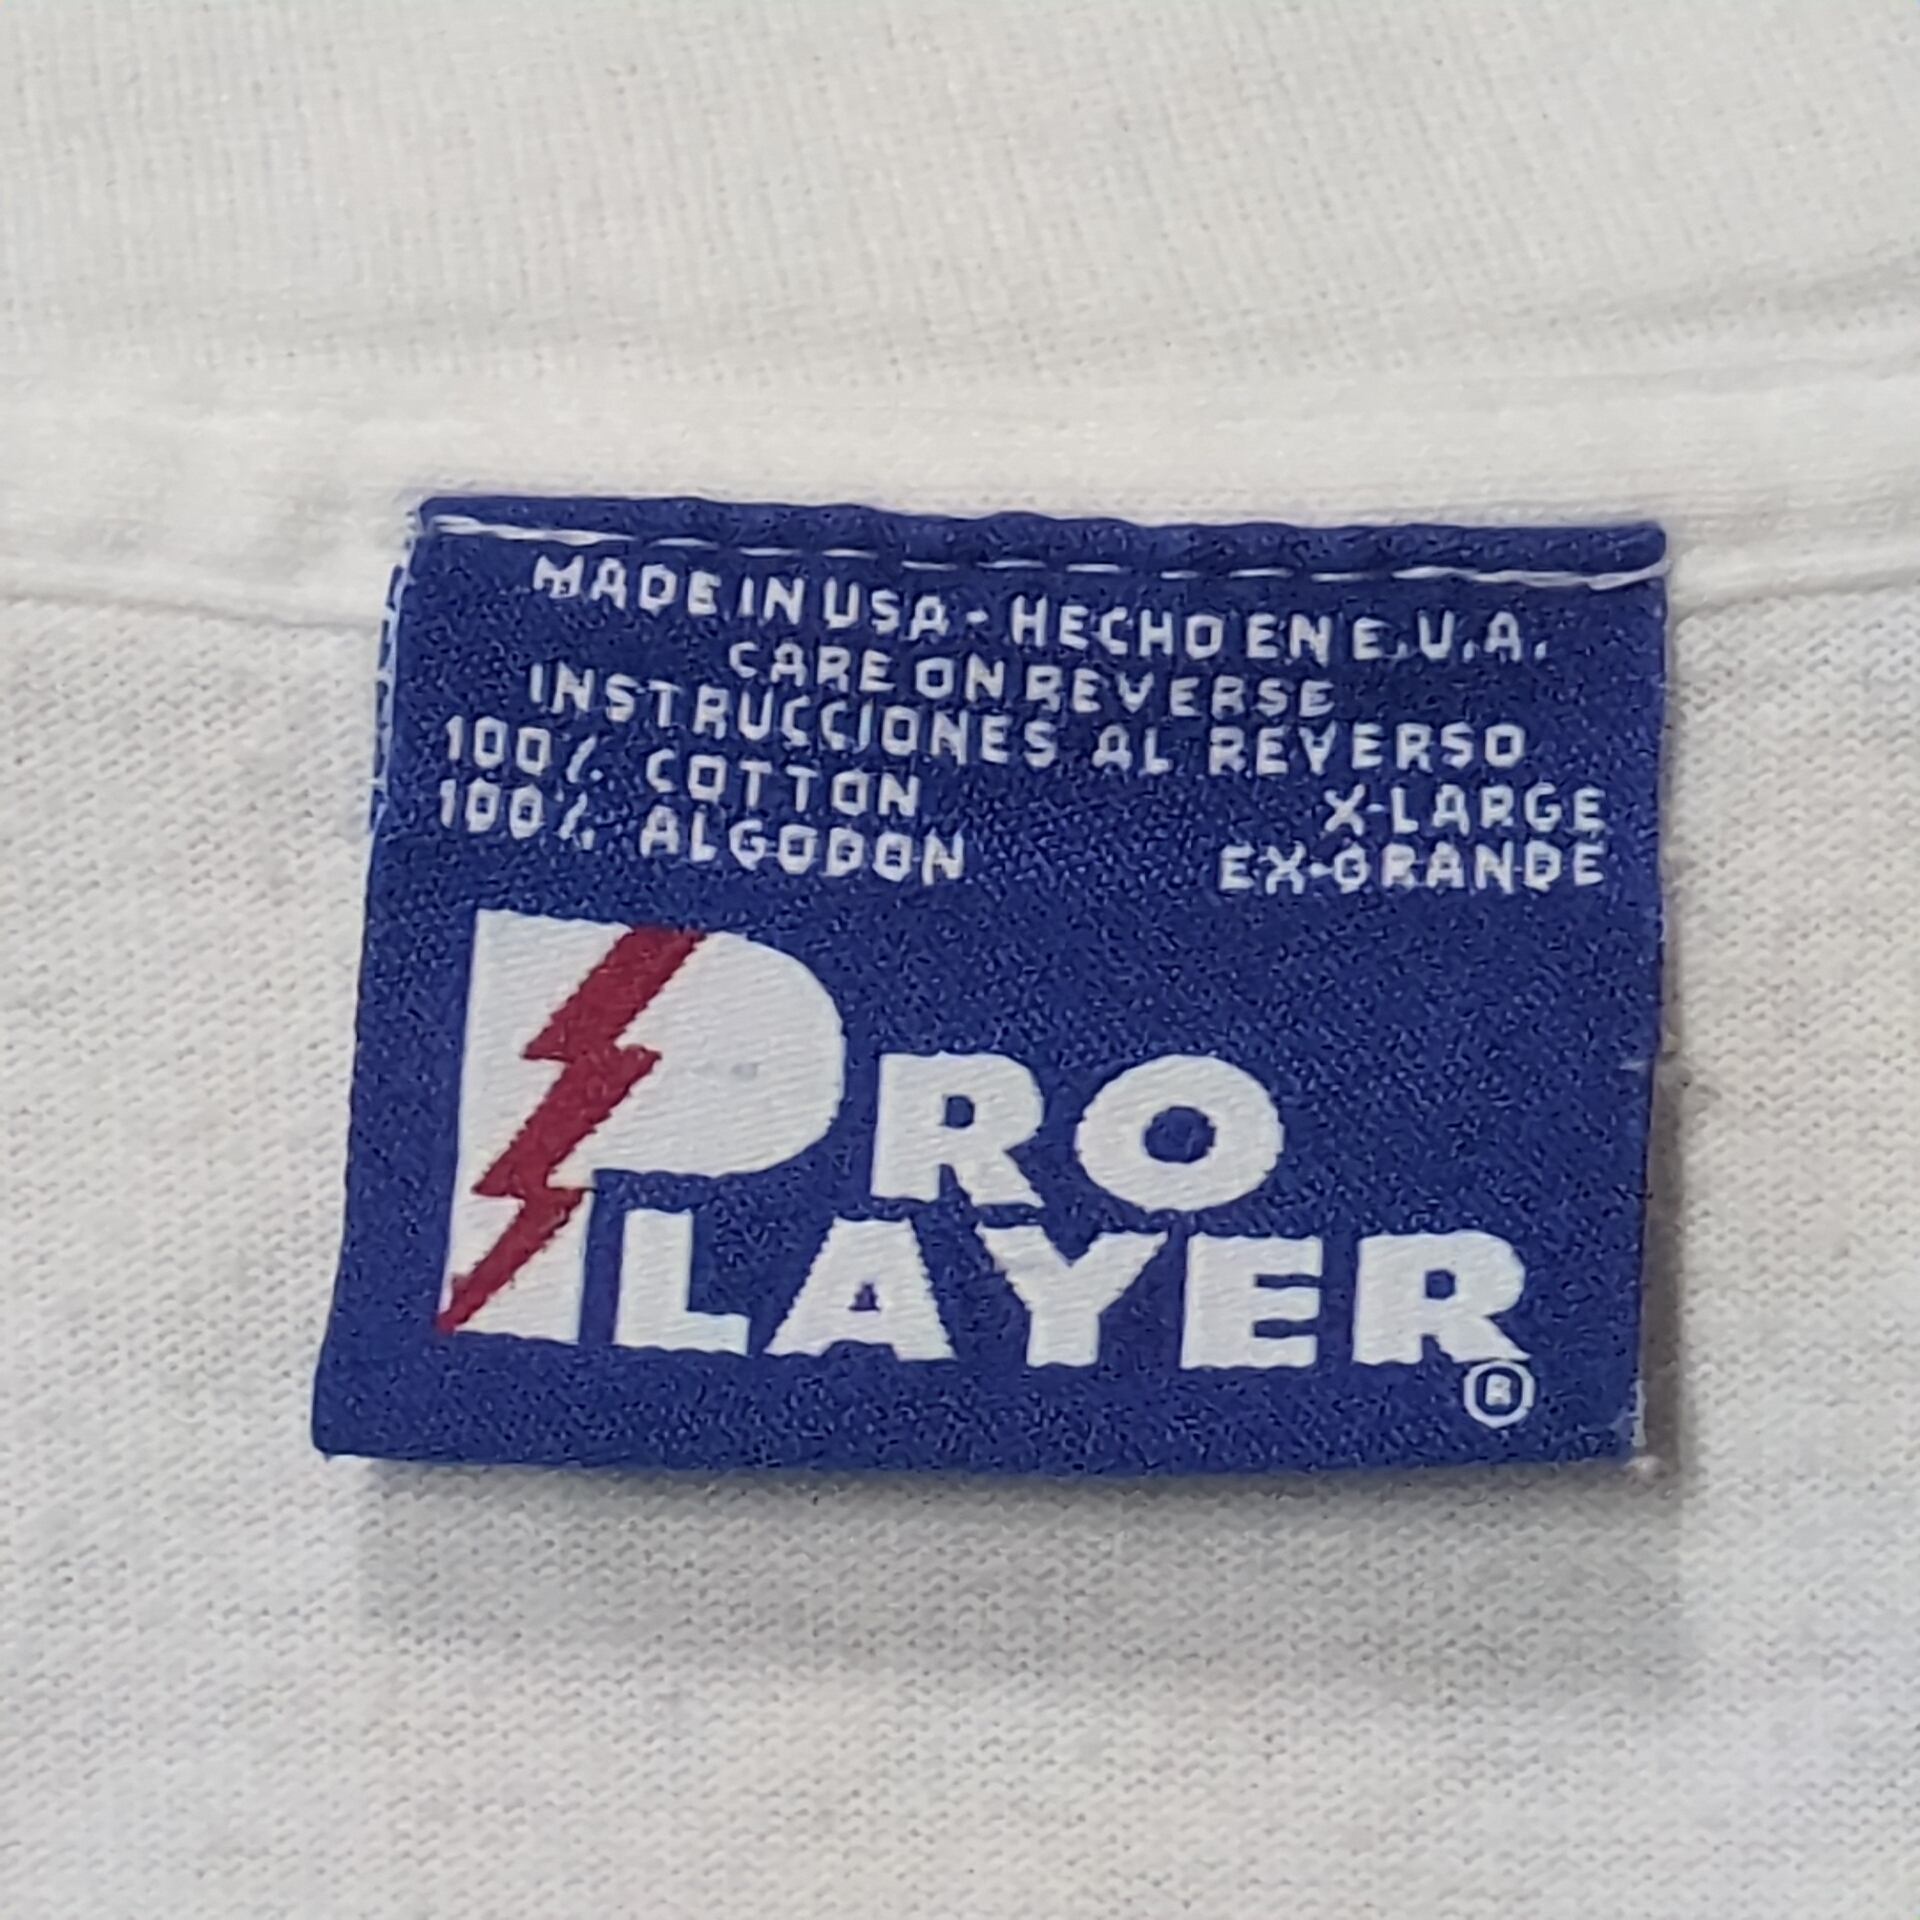 MADE IN USA - HECHO EN E.U.A.
CARE ON REVERSE
INSTRUCCIONES AL REVERSO
100% COTTON X-LARGE
100% ALGODON EX-GRANDE
PRO
PLAYER
®